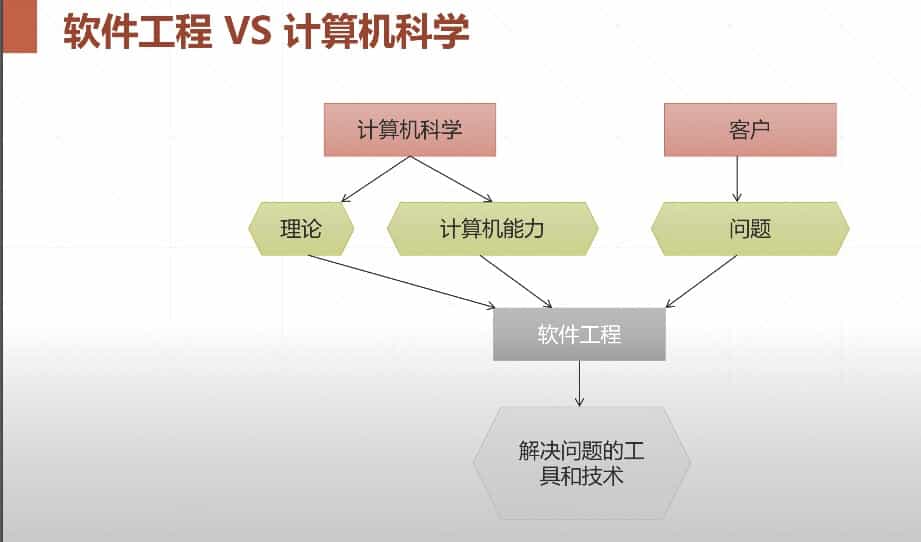 软件工程 VS 计算机科学
计算机科学
客户
理论
计算机能力
问题
软件工程
解决问题的工
具和技术